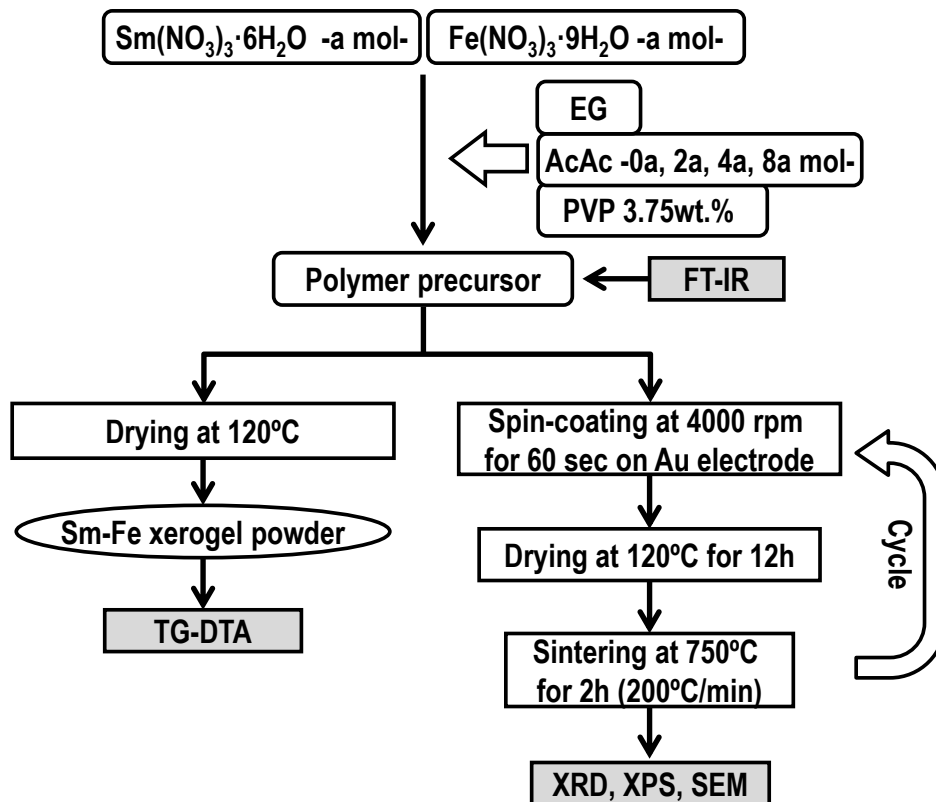 Sm(NO₃)₃·6H₂O -a mol-
Fe(NO₃)₃·9H₂O -a mol-
EG
AcAc -0a, 2a, 4a, 8a mol-
PVP 3.75wt.%
Polymer precursor
FT-IR
Drying at 120ºC
Sm-Fe xerogel powder
TG-DTA
Spin-coating at 4000 rpm
for 60 sec on Au electrode
Drying at 120ºC for 12h
Sintering at 750ºC
for 2h (200ºC/min)
Cycle
XRD, XPS, SEM